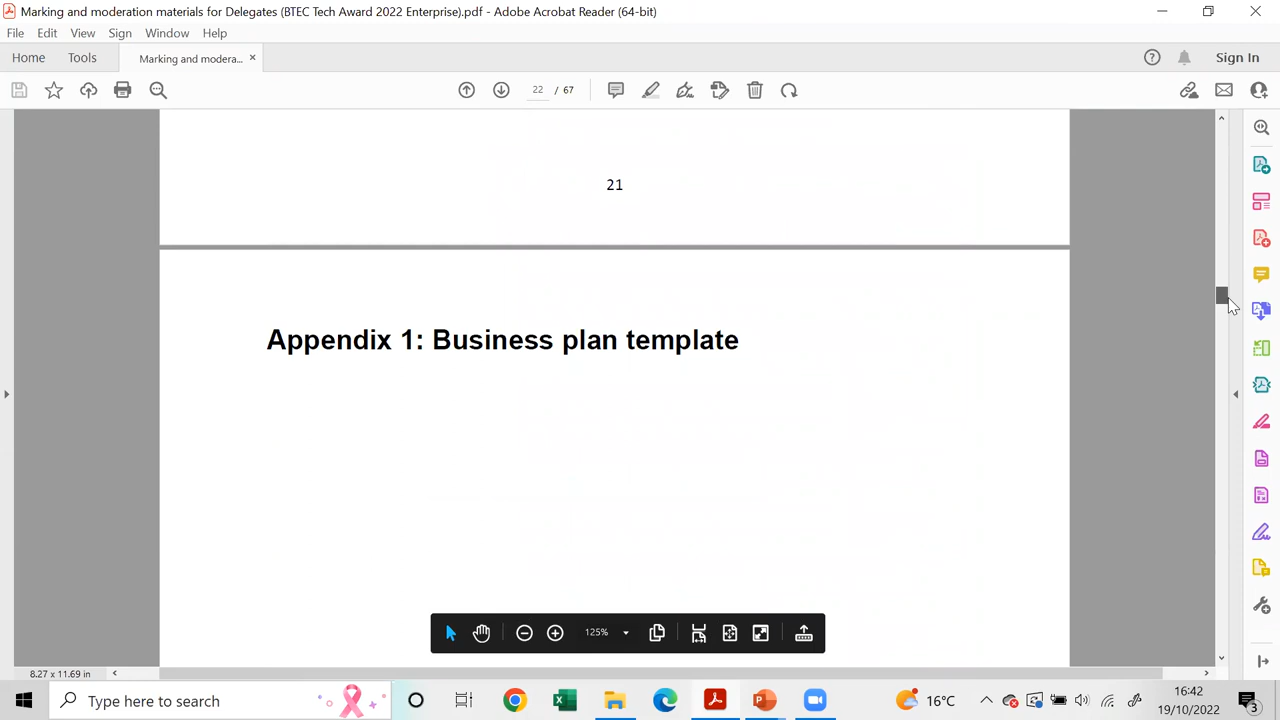 Marking and moderation materials for Delegates (BTEC Tech Award 2022 Enterprise).pdf - Adobe Acrobat Reader (64-bit)
File Edit View Sign Window Help
Home Tools Marking and modera... ×
Sign In
22 / 67
21
Appendix 1: Business plan template
125%
8.27 x 11.69 in
Type here to search
16°C
16:42
19/10/2022
3